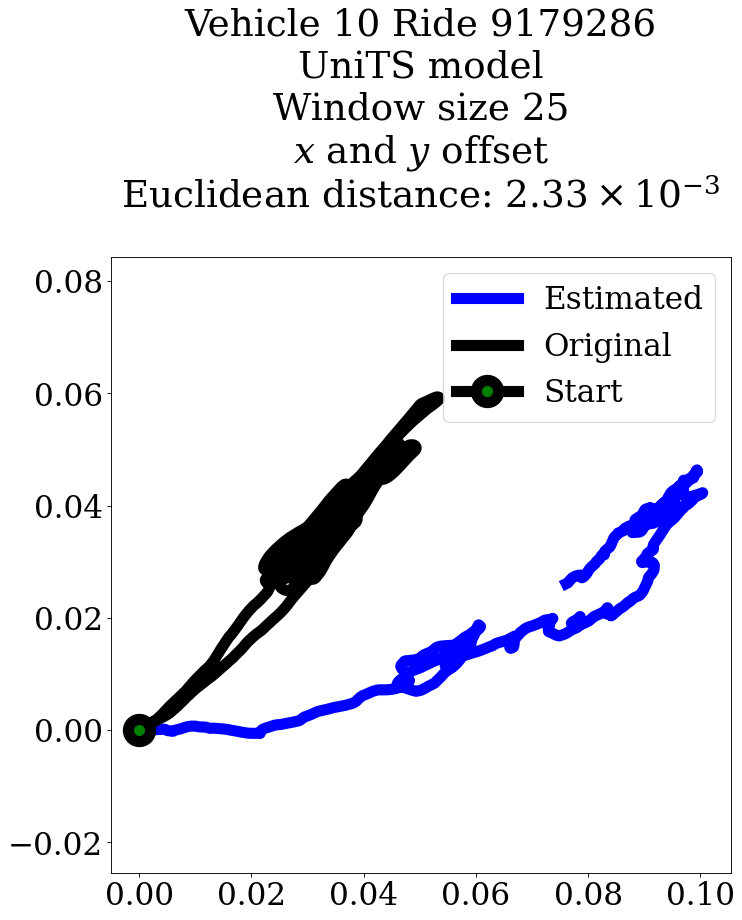 Vehicle 10 Ride 9179286
UniTS model
Window size 25
x and y offset
Euclidean distance: 2.33 × 10⁻³
0.08
0.06
0.04
0.02
0.00
−0.02
Estimated
Original
Start
0.00 0.02 0.04 0.06 0.08 0.10